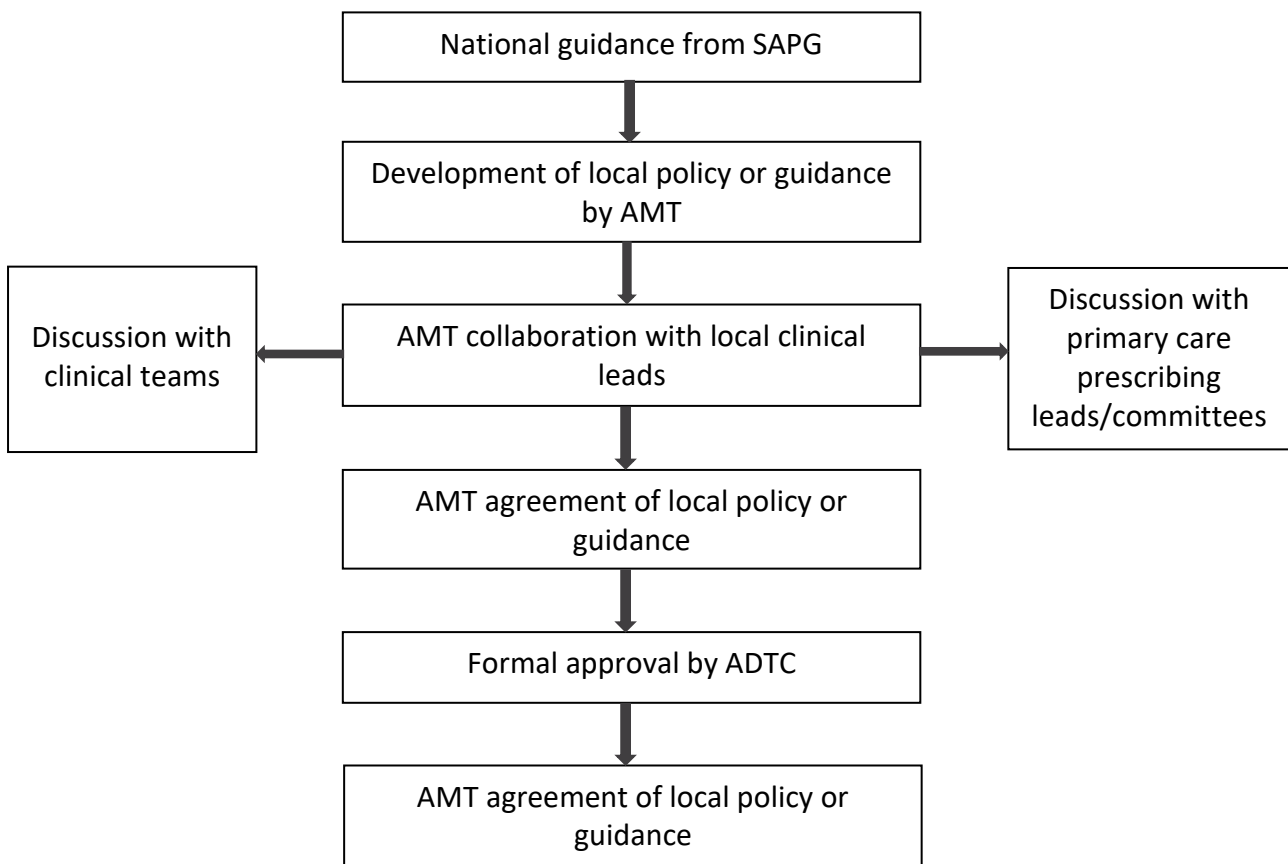 National guidance from SAPG
Development of local policy or guidance
by AMT
Discussion with
clinical teams
AMT collaboration with local clinical
leads
Discussion with
primary care
prescribing
leads/committees
AMT agreement of local policy or
guidance
Formal approval by ADTC
AMT agreement of local policy or
guidance